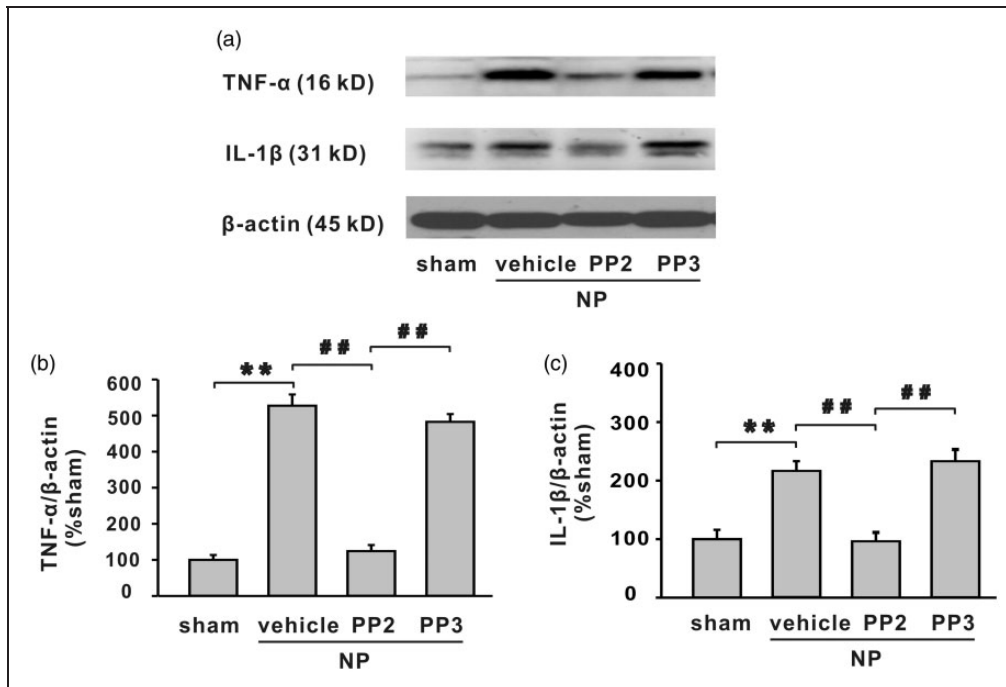 (a)
TNF-α (16 kD)
IL-1β (31 kD)
β-actin (45 kD)
sham vehicle PP2 PP3
NP
(b)
TNF-α/β-actin
(%sham)
600
500
400
300
200
100
0
** ## ##
sham vehicle PP2 PP3
NP
(c)
IL-1β/β-actin
(%sham)
400
300
200
100
0
** ## ##
sham vehicle PP2 PP3
NP